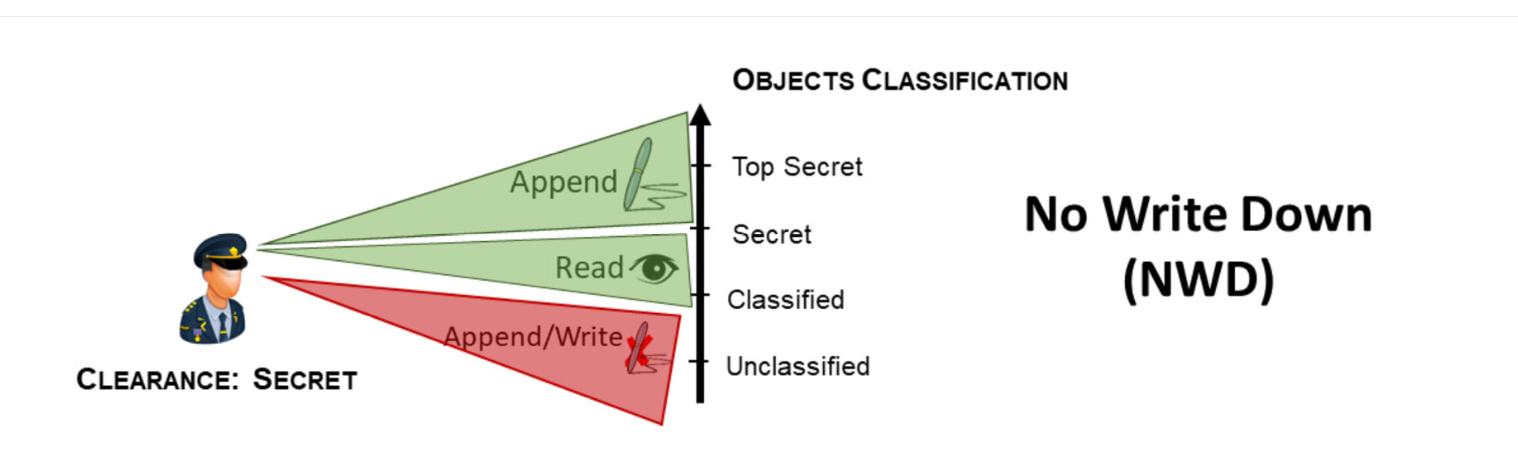 OBJECTS CLASSIFICATION
Append
Top Secret
Secret
No Write Down
(NWD)
Read
Classified
Append/Write
Unclassified
CLEARANCE: SECRET